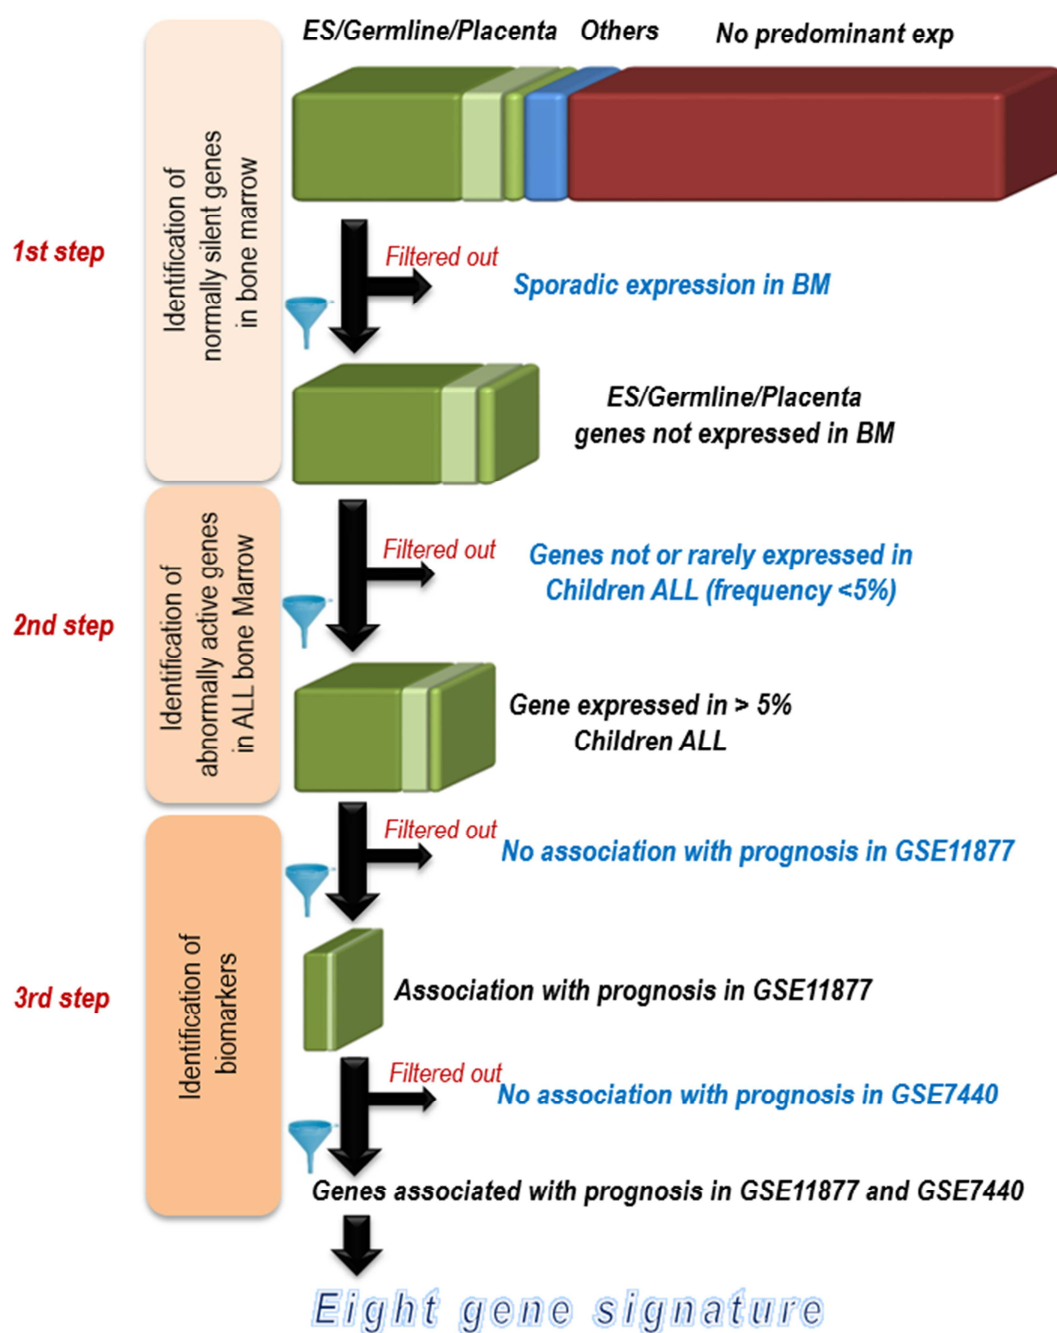 ES/Germline/Placenta Others No predominant exp
1st step
Identification of
normally silent genes
in bone marrow
Filtered out
Sporadic expression in BM
ES/Germline/Placenta
genes not expressed in BM
2nd step
Identification of
abnormally active genes
in ALL bone Marrow
Filtered out
Genes not or rarely expressed in
Children ALL (frequency <5%)
Gene expressed in > 5%
Children ALL
3rd step
Identification of
biomarkers
Filtered out
No association with prognosis in GSE11877
Association with prognosis in GSE11877
Filtered out
No association with prognosis in GSE7440
Genes associated with prognosis in GSE11877 and GSE7440
Eight gene signature